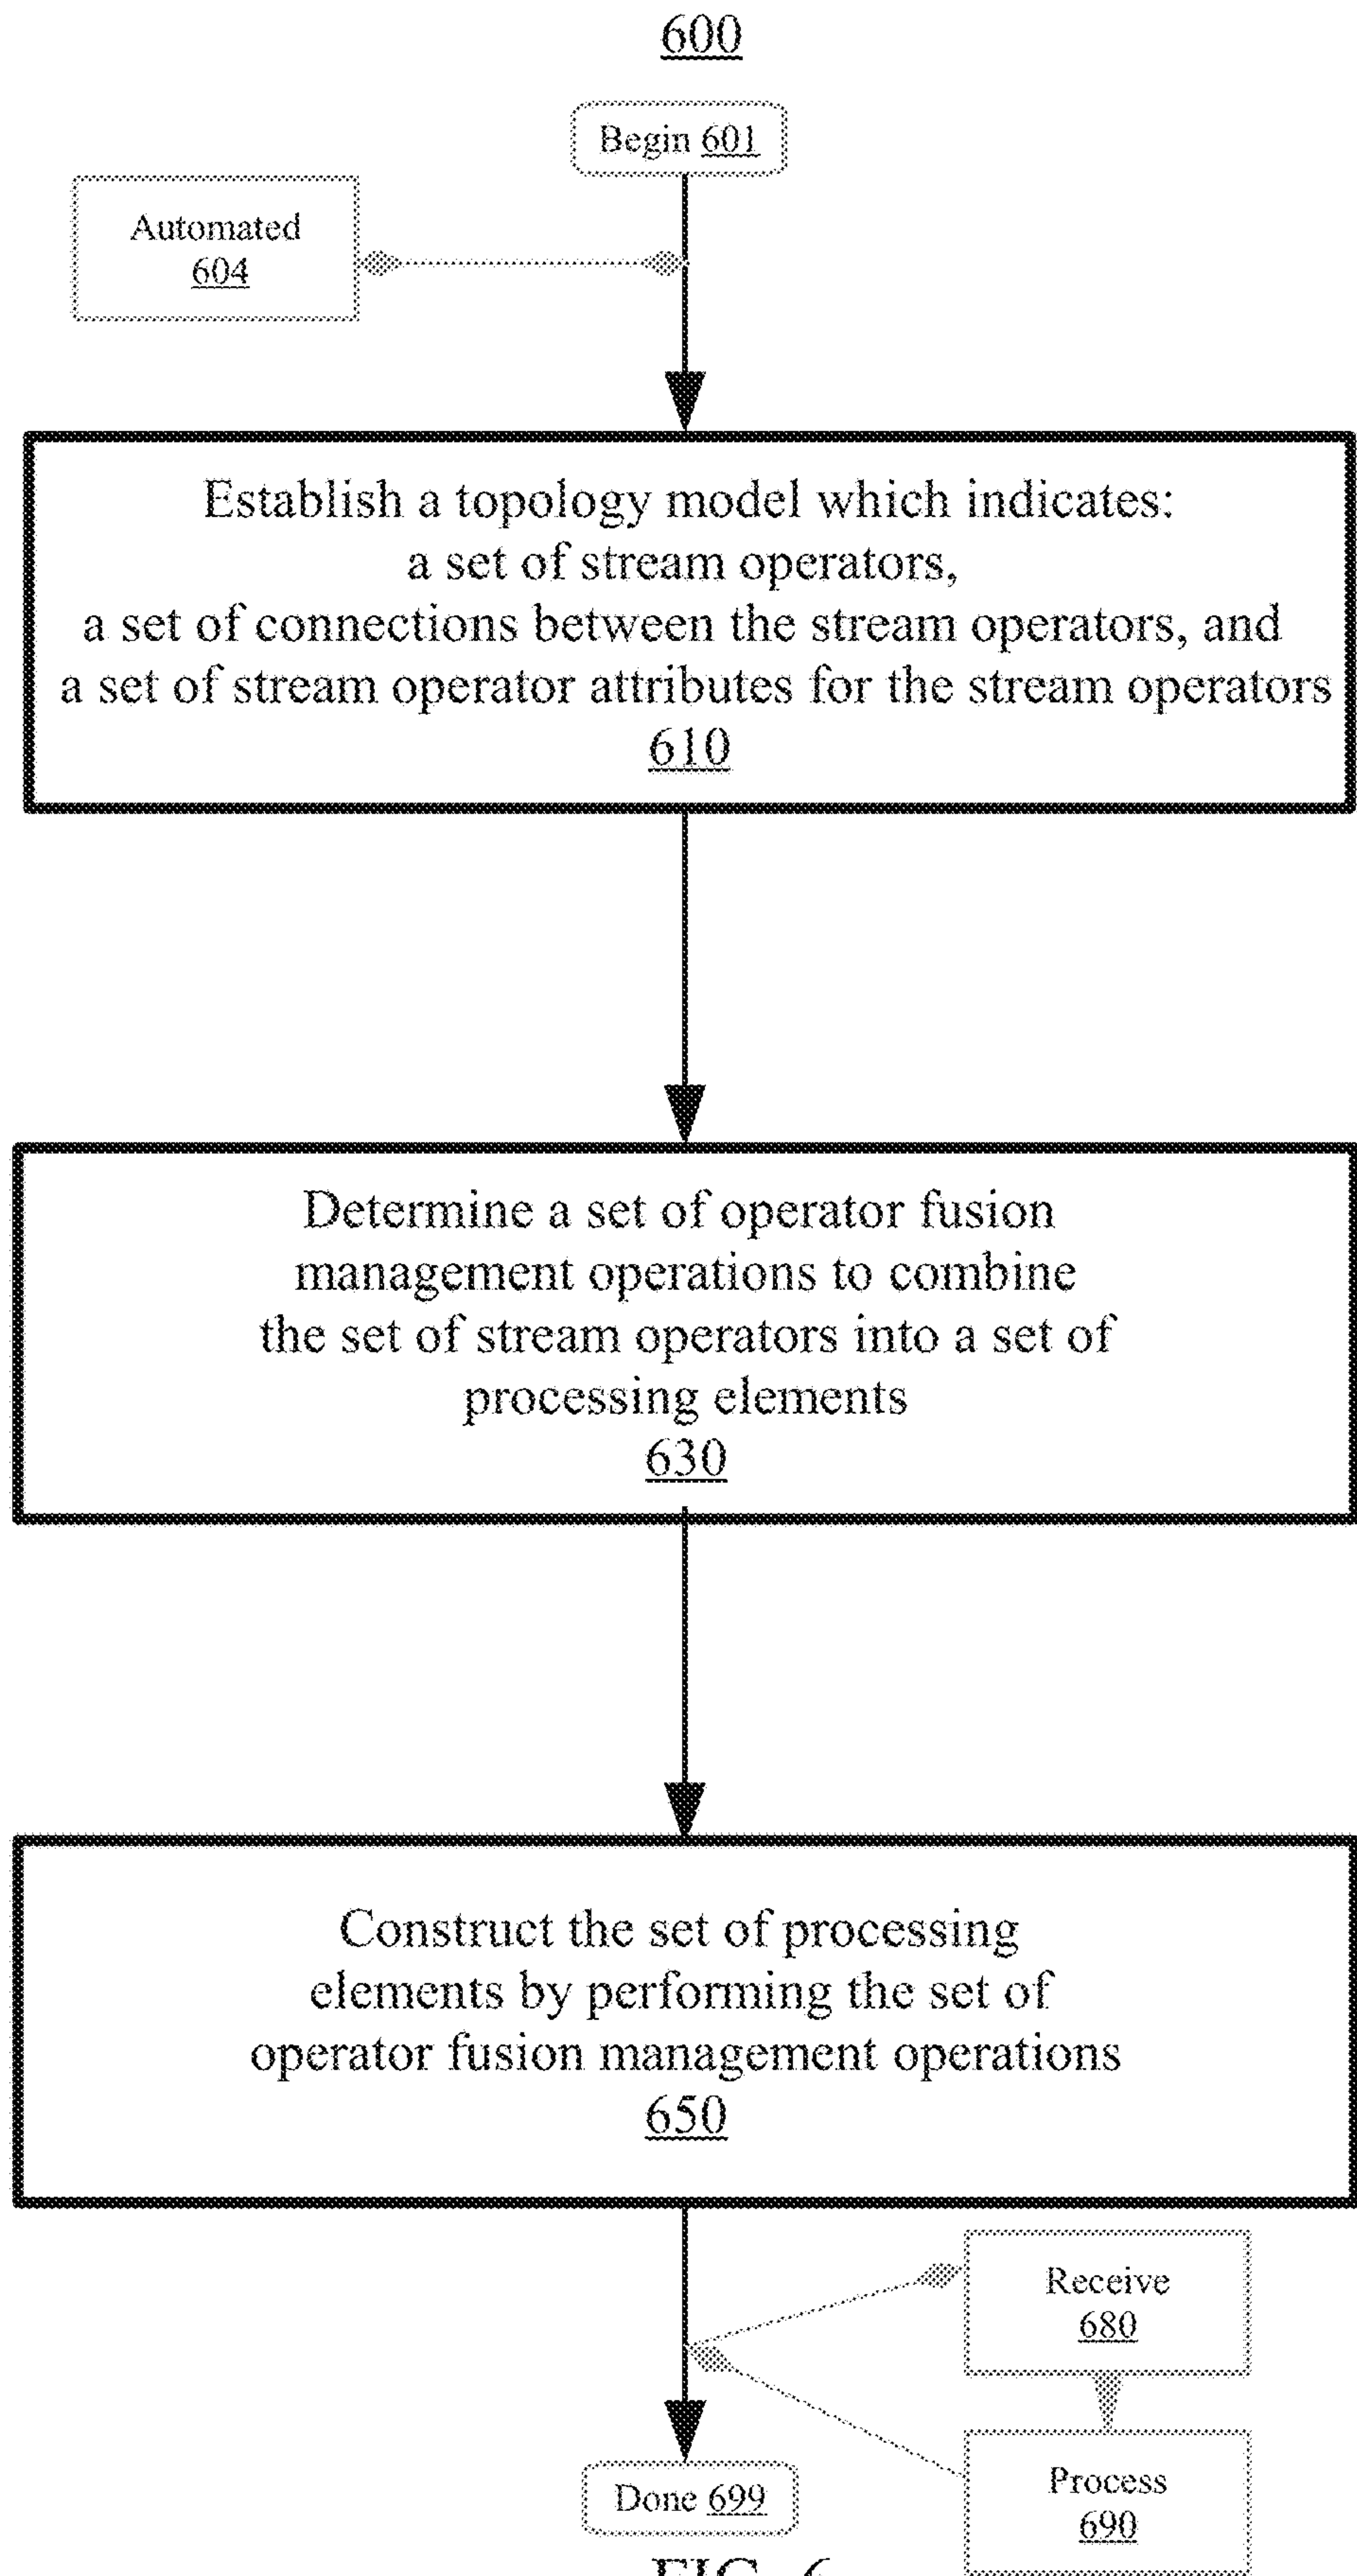 600
Begin 601
Automated
604
Establish a topology model which indicates:
a set of stream operators,
a set of connections between the stream operators, and
a set of stream operator attributes for the stream operators
610
Determine a set of operator fusion
management operations to combine
the set of stream operators into a set of
processing elements
630
Construct the set of processing
elements by performing the set of
operator fusion management operations
650
Receive
680
Process
690
Done 699
FIG. 6